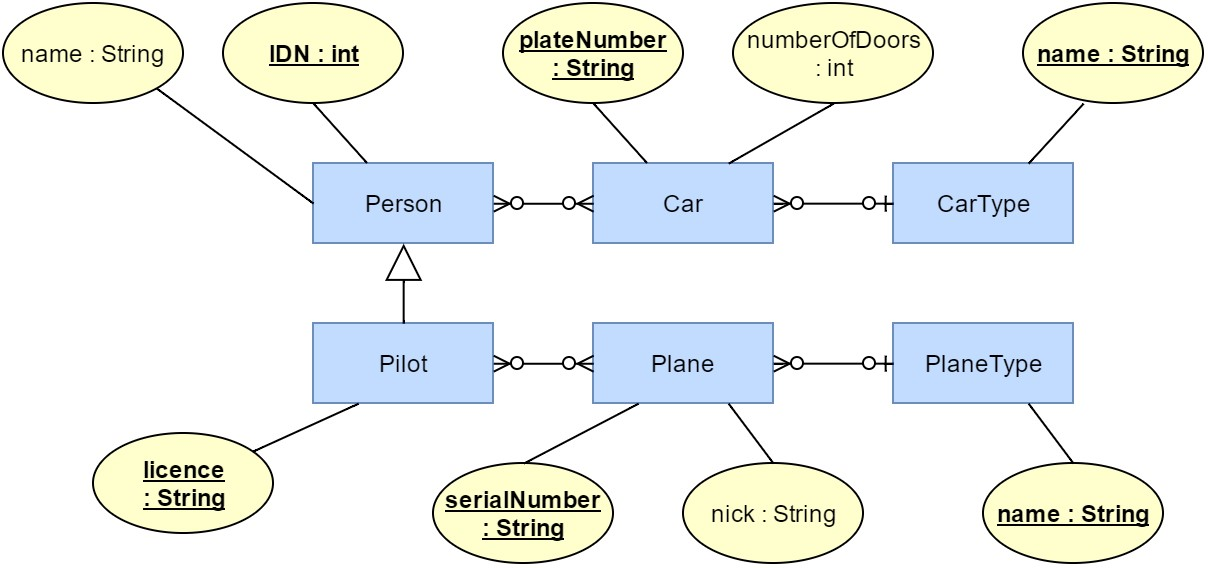 name : String
IDN : int
plateNumber
: String
numberOfDoors
: int
name : String
Person
Car
CarType
Pilot
Plane
PlaneType
licence
: String
serialNumber
: String
nick : String
name : String